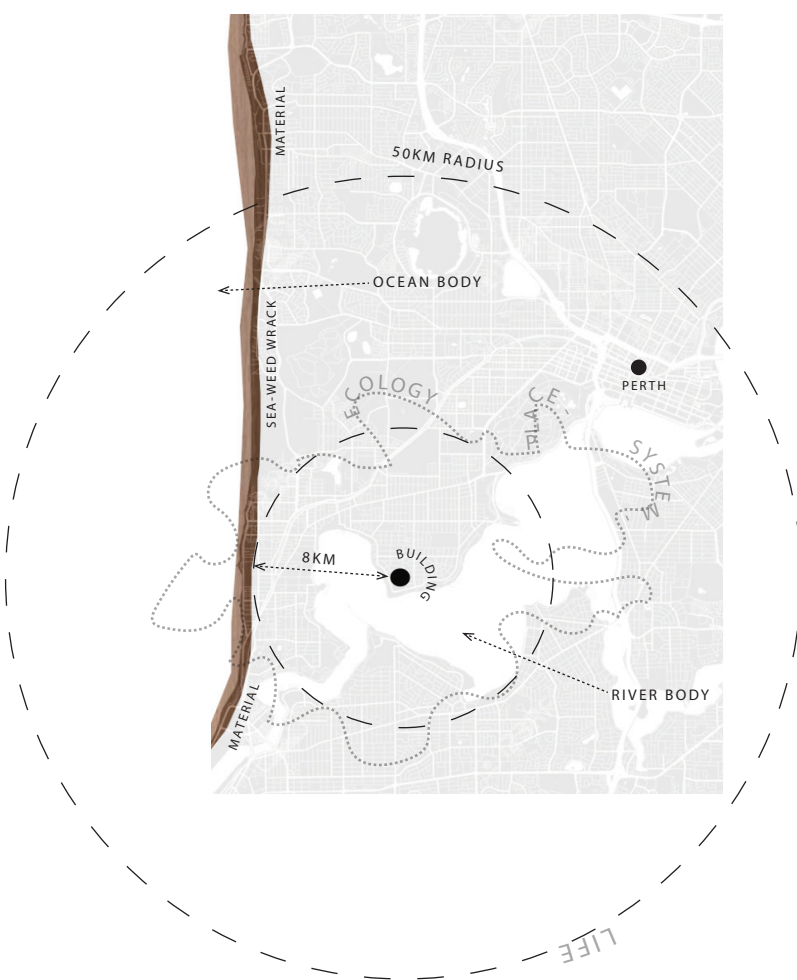 MATERIAL
50KM RADIUS
OCEAN BODY
SEA-WEED WRACK
PERTH
ECOLOGY
PLACE-
SYSTEM-
8KM
BUILDING
RIVER BODY
MATERIAL
LIFE